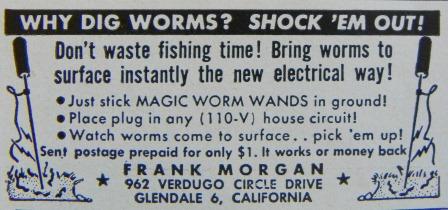 WHY DIG WORMS? SHOCK 'EM OUT!
Don't waste fishing time! Bring worms to
surface instantly the new electrical way!
• Just stick MAGIC WORM WANDS in ground!
• Place plug in any (110-V) house circuit!
• Watch worms come to surface . . pick 'em up!
Sent postage prepaid for only $1. It works or money back
★ FRANK MORGAN ★
962 VERDUGO CIRCLE DRIVE
GLENDALE 6, CALIFORNIA